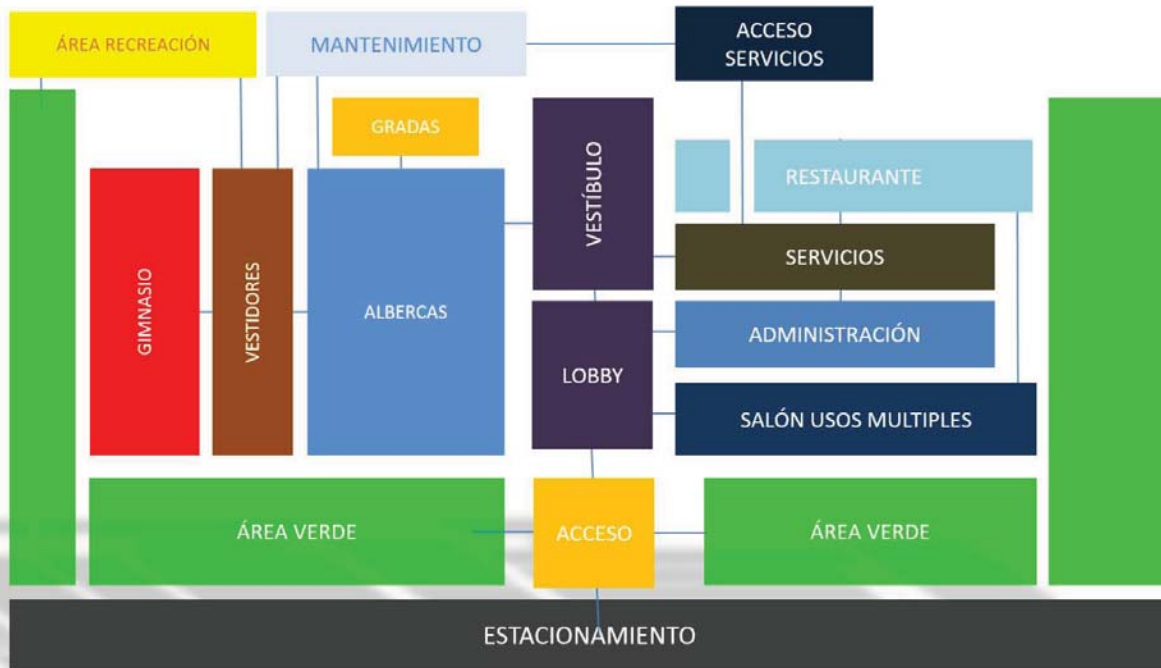 ÁREA RECREACIÓN
MANTENIMIENTO
ACCESO
SERVICIOS
GRADAS
VESTÍBULO
RESTAURANTE
GIMNASIO
VESTIDORES
ALBERCAS
SERVICIOS
ADMINISTRACIÓN
LOBBY
SALÓN USOS MULTIPLES
ÁREA VERDE
ACCESO
ÁREA VERDE
ESTACIONAMIENTO